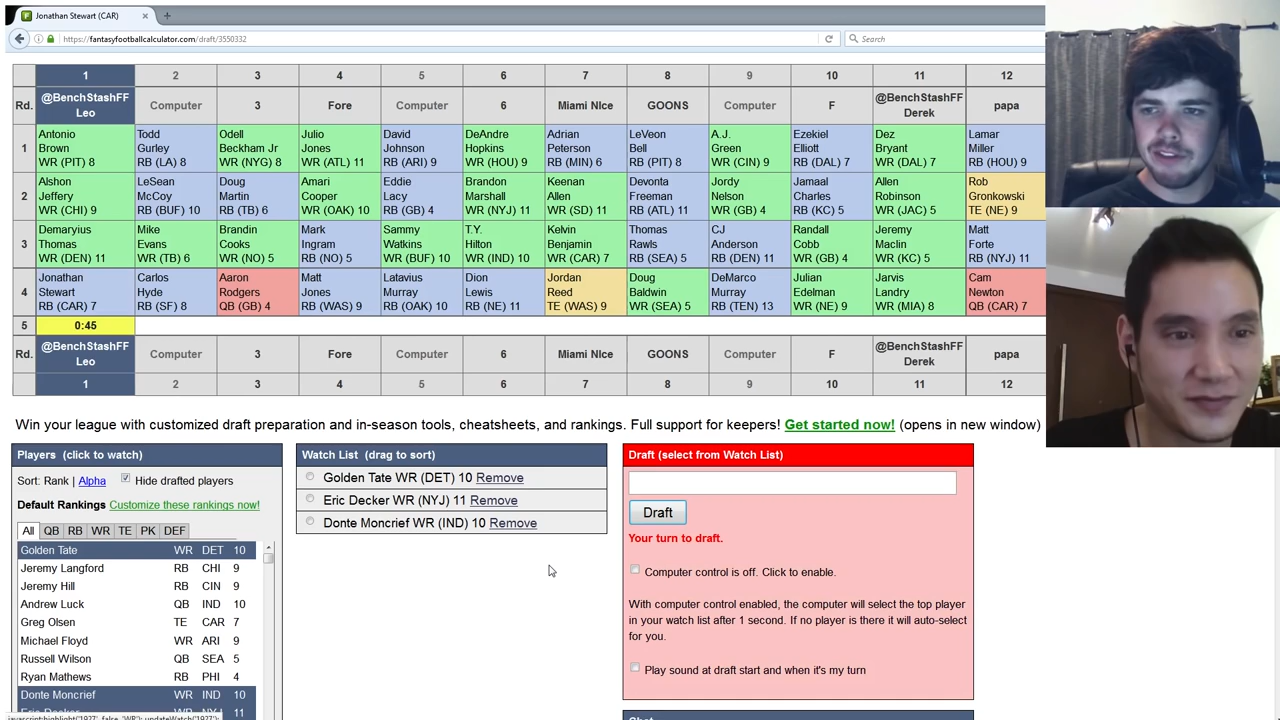 Jonathan Stewart (CAR) × +
https://fantasyfootballcalculator.com/draft/3550332 Search
1 2 3 4 5 6 7 8 9 10 11 12
Rd. @BenchStashFF Leo Computer 3 Fore Computer 6 Miami NIce GOONS Computer F @BenchStashFF Derek papa
Antonio Todd Odell Julio David DeAndre Adrian LeVeon A.J. Ezekiel Dez Lamar
1 Brown Gurley Beckham Jr Jones Johnson Hopkins Peterson Bell Green Elliott Bryant Miller
WR (PIT) 8 RB (LA) 8 WR (NYG) 8 WR (ATL) 11 RB (ARI) 9 WR (HOU) 9 RB (MIN) 6 RB (PIT) 8 WR (CIN) 9 RB (DAL) 7 WR (DAL) 7 RB (HOU) 9
Alshon LeSean Doug Amari Eddie Brandon Keenan Devonta Jordy Jamaal Allen Rob
2 Jeffery McCoy Martin Cooper Lacy Marshall Allen Freeman Nelson Charles Robinson Gronkowski
WR (CHI) 9 RB (BUF) 10 RB (TB) 6 WR (OAK) 10 RB (GB) 4 WR (NYJ) 11 WR (SD) 11 RB (ATL) 11 WR (GB) 4 RB (KC) 5 WR (JAC) 5 TE (NE) 9
Demaryius Mike Brandin Mark Sammy T.Y. Kelvin Thomas CJ Randall Jeremy Matt
3 Thomas Evans Cooks Ingram Watkins Hilton Benjamin Rawls Anderson Cobb Maclin Forte
WR (DEN) 11 WR (TB) 6 WR (NO) 5 RB (NO) 5 WR (BUF) 10 WR (IND) 10 WR (CAR) 7 RB (SEA) 5 RB (DEN) 11 WR (GB) 4 WR (KC) 5 RB (NYJ) 11
Jonathan Carlos Aaron Matt Latavius Dion Jordan Doug DeMarco Julian Jarvis Cam
4 Stewart Hyde Rodgers Jones Murray Lewis Reed Baldwin Murray Edelman Landry Newton
RB (CAR) 7 RB (SF) 8 QB (GB) 4 RB (WAS) 9 RB (OAK) 10 RB (NE) 11 TE (WAS) 9 WR (SEA) 5 RB (TEN) 13 WR (NE) 9 WR (MIA) 8 QB (CAR) 7
5 0:45
Rd. @BenchStashFF Leo Computer 3 Fore Computer 6 Miami NIce GOONS Computer F @BenchStashFF Derek papa
1 2 3 4 5 6 7 8 9 10 11 12
Win your league with customized draft preparation and in-season tools, cheatsheets, and rankings. Full support for keepers! Get started now! (opens in new window)
Players (click to watch)
Sort: Rank | Alpha Hide drafted players
Default Rankings Customize these rankings now!
All QB RB WR TE PK DEF
Golden Tate WR DET 10
Jeremy Langford RB CHI 9
Jeremy Hill RB CIN 9
Andrew Luck QB IND 10
Greg Olsen TE CAR 7
Michael Floyd WR ARI 9
Russell Wilson QB SEA 5
Ryan Mathews RB PHI 4
Donte Moncrief WR IND 10
Eric Decker WR NYJ 11
javascript:highlight("1927", false, "WR"); updateWatch("1927");
Watch List (drag to sort)
Golden Tate WR (DET) 10 Remove
Eric Decker WR (NYJ) 11 Remove
Donte Moncrief WR (IND) 10 Remove
Draft (select from Watch List)
Draft
Your turn to draft.
Computer control is off. Click to enable.
With computer control enabled, the computer will select the top player
in your watch list after 1 second. If no player is there it will auto-select
for you.
Play sound at draft start and when it's my turn
Chat